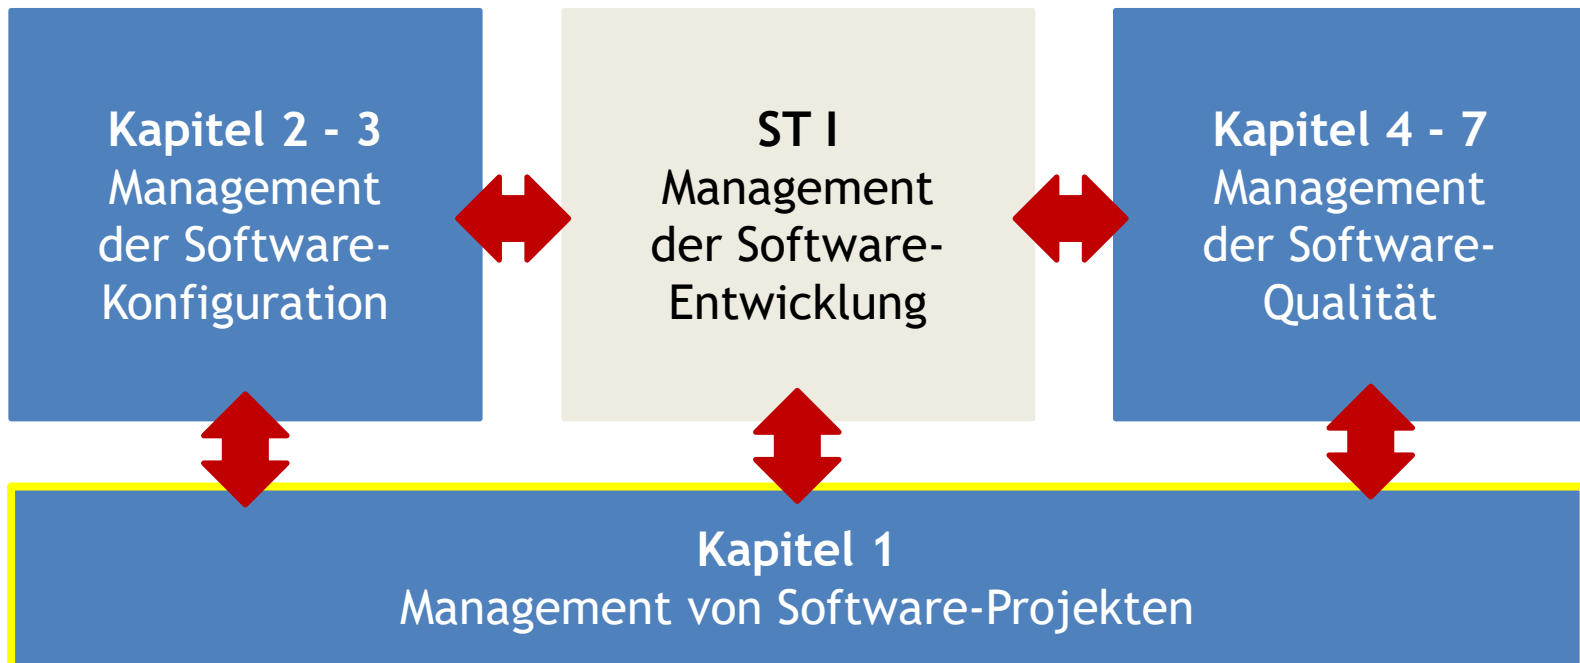 Kapitel 2 - 3
Management
der Software-
Konfiguration
ST I
Management
der Software-
Entwicklung
Kapitel 4 - 7
Management
der Software-
Qualität
Kapitel 1
Management von Software-Projekten